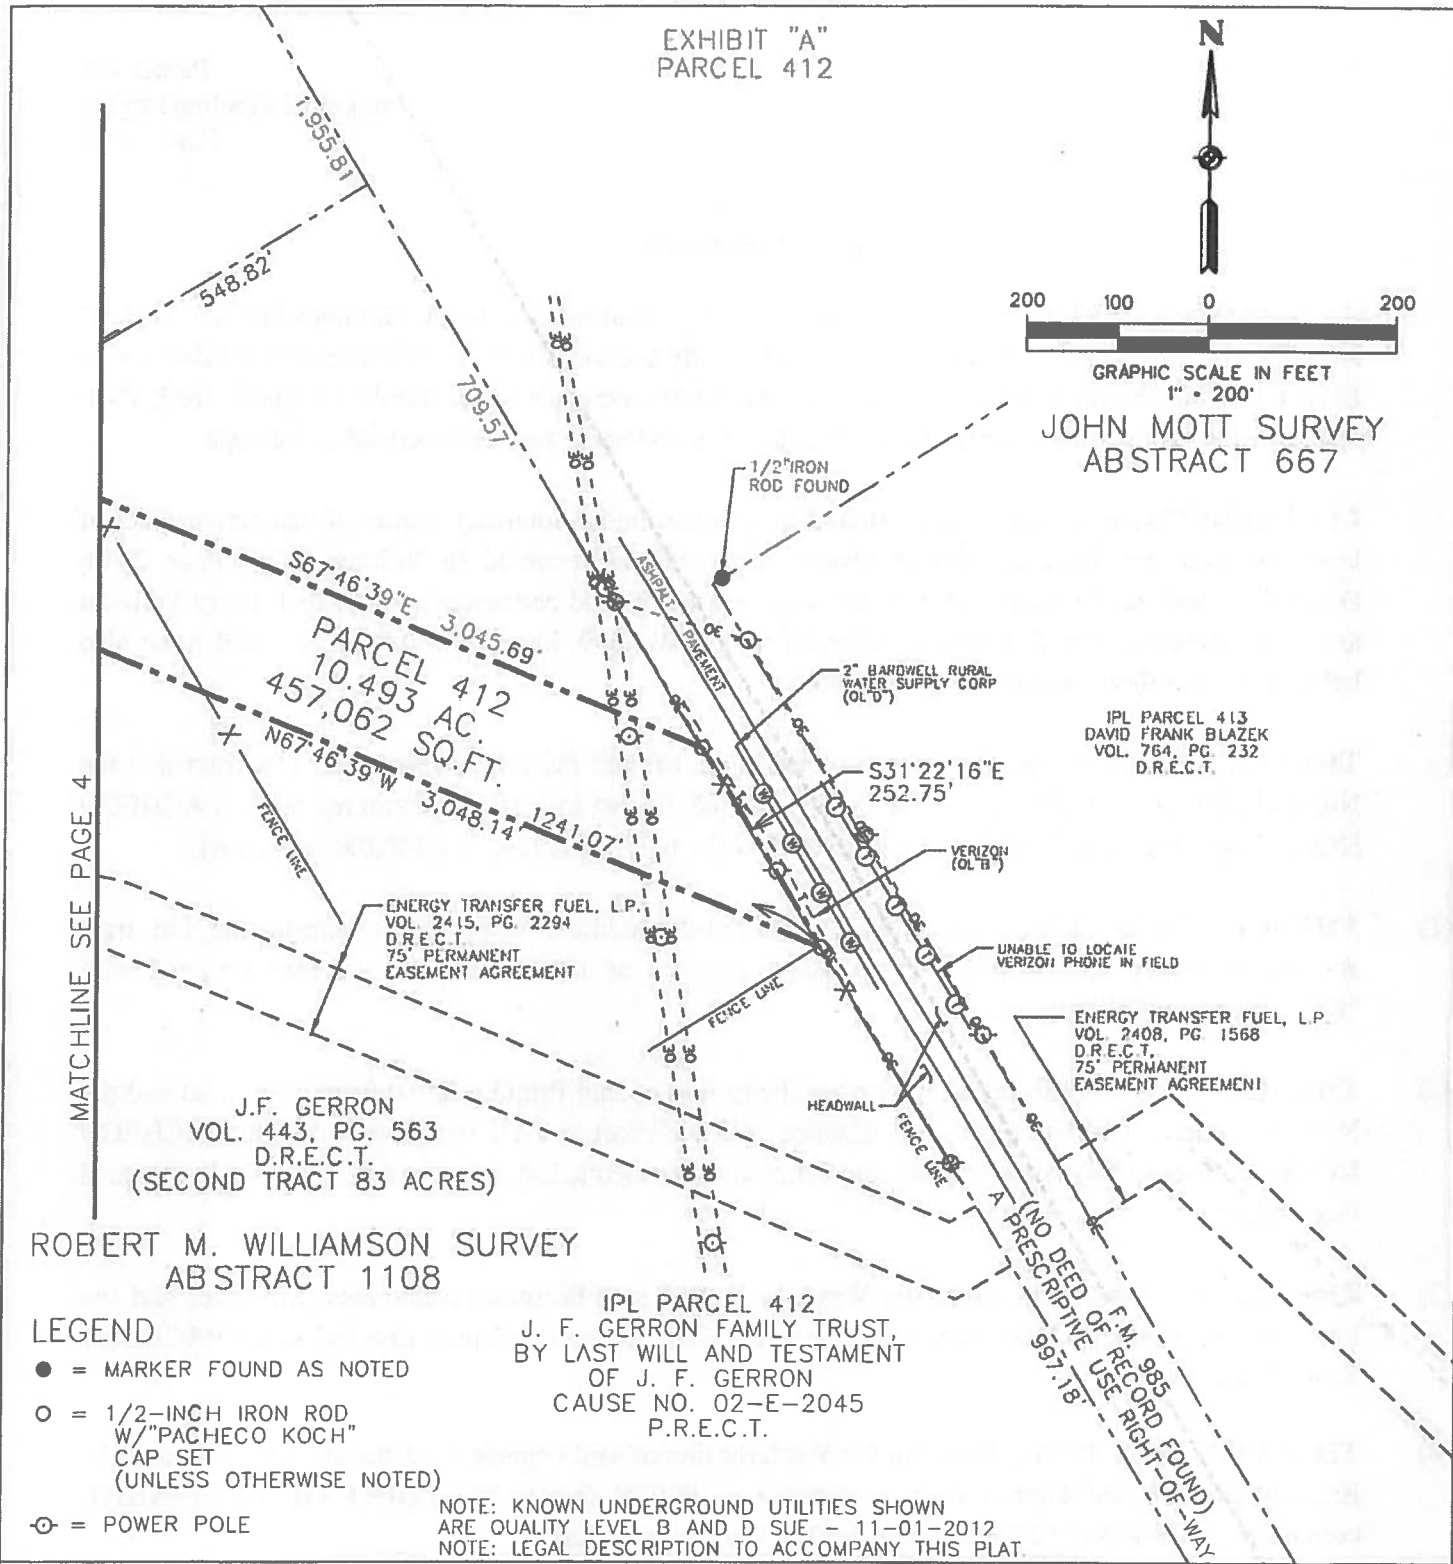 EXHIBIT "A"
PARCEL 412
N
200 100 0 200
GRAPHIC SCALE IN FEET
1" = 200'
JOHN MOTT SURVEY
ABSTRACT 667
1,955.81
548.82'
709.57
1/2"IRON
ROD FOUND
ASHPALT
PAVEMENT
S67°46'39"E 3,045.69'
PARCEL 412
10.493 AC.
457,062 SQ.FT
N67°46'39"W 3,048.14'
1241.07'
2" BARDWELL RURAL
WATER SUPPLY CORP
(QL"D")
IPL PARCEL 413
DAVID FRANK BLAZEK
VOL. 764, PG. 232
D.R.E.C.T.
S31°22'16"E
252.75'
VERIZON
(QL"B")
FENCE LINE
MATCHLINE SEE PAGE 4
ENERGY TRANSFER FUEL, L.P.
VOL. 2415, PG. 2294
D.R.E.C.T.
75' PERMANENT
EASEMENT AGREEMENT
UNABLE TO LOCATE
VERIZON PHONE IN FIELD
FENCE LINE
ENERGY TRANSFER FUEL, L.P.
VOL. 2408, PG. 1568
D.R.E.C.T.
75' PERMANENT
EASEMENT AGREEMENT
HEADWALL
FENCE LINE
J.F. GERRON
VOL. 443, PG. 563
D.R.E.C.T.
(SECOND TRACT 83 ACRES)
F.M. 985
(NO DEED OF RECORD FOUND)
A PRESCRIPTIVE USE RIGHT-OF-WAY
997.18'
ROBERT M. WILLIAMSON SURVEY
ABSTRACT 1108
IPL PARCEL 412
J. F. GERRON FAMILY TRUST,
BY LAST WILL AND TESTAMENT
OF J. F. GERRON
CAUSE NO. 02-E-2045
P.R.E.C.T.
LEGEND
= MARKER FOUND AS NOTED
= 1/2-INCH IRON ROD
W/"PACHECO KOCH"
CAP SET
(UNLESS OTHERWISE NOTED)
= POWER POLE
NOTE: KNOWN UNDERGROUND UTILITIES SHOWN
ARE QUALITY LEVEL B AND D SUE - 11-01-2012
NOTE: LEGAL DESCRIPTION TO ACCOMPANY THIS PLAT.